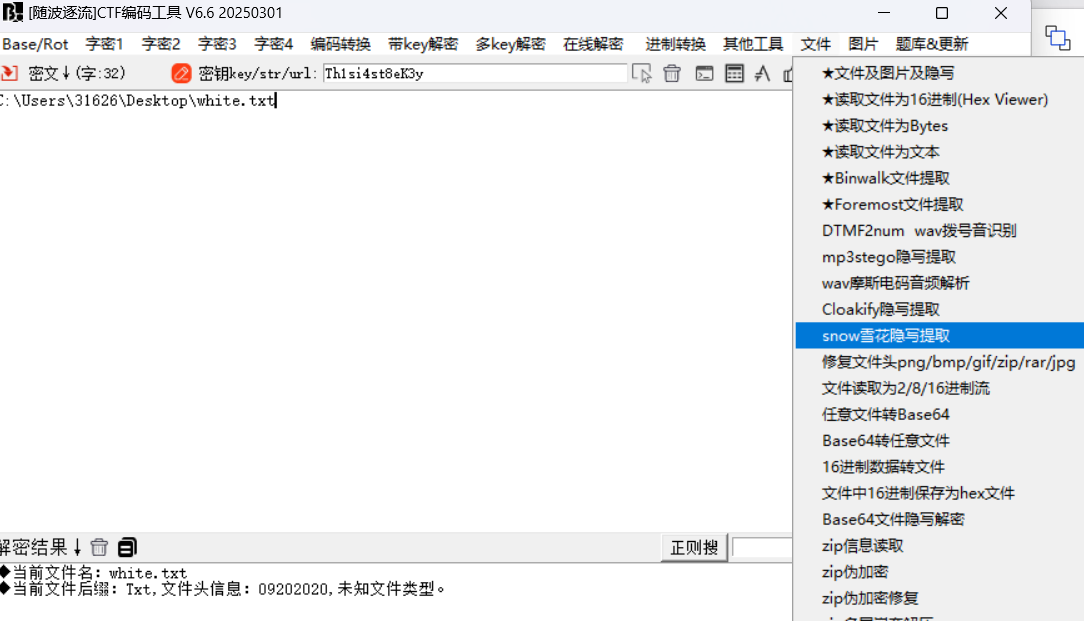 [随波逐流]CTF编码工具 V6.6 20250301
Base/Rot 字密1 字密2 字密3 字密4 编码转换 带key解密 多key解密 在线解密 进制转换 其他工具 文件 图片 题库&更新
密文↓(字:32) 密钥key/str/url: Th1si4st8eK3y
C:\Users\31626\Desktop\white.txt
★文件及图片及隐写
★读取文件为16进制(Hex Viewer)
★读取文件为Bytes
★读取文件为文本
★Binwalk文件提取
★Foremost文件提取
DTMF2num wav拨号音识别
mp3stego隐写提取
wav摩斯电码音频解析
Cloakify隐写提取
snow雪花隐写提取
修复文件头png/bmp/gif/zip/rar/jpg
文件读取为2/8/16进制流
任意文件转Base64
Base64转任意文件
16进制数据转文件
文件中16进制保存为hex文件
Base64文件隐写解密
zip信息读取
zip伪加密
zip伪加密修复
解密结果↓ 正则搜
◆当前文件名: white.txt
◆当前文件后缀: Txt,文件头信息: 09202020,未知文件类型。